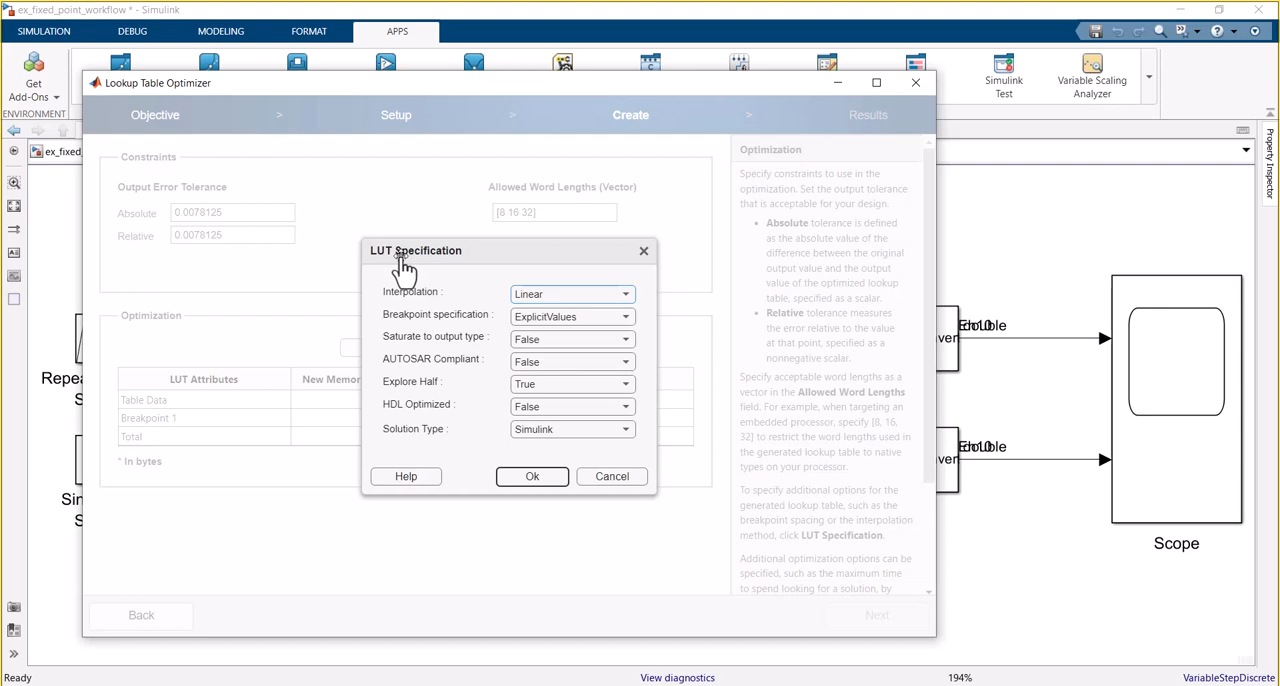 ex_fixed_point_workflow * - Simulink
SIMULATION DEBUG MODELING FORMAT APPS
Get
Add-Ons
ENVIRONMENT
Simulink
Test
Variable Scaling
Analyzer
ex_fixed
Property Inspector
Lookup Table Optimizer
Objective > Setup > Create > Results
Constraints
Output Error Tolerance
Allowed Word Lengths (Vector)
Absolute 0.0078125
[8 16 32]
Relative 0.0078125
Optimization
LUT Attributes New Memor
Table Data
Breakpoint 1
Total
* In bytes
LUT Specification
Interpolation : Linear
Breakpoint specification : ExplicitValues
Saturate to output type : False
AUTOSAR Compliant : False
Explore Half : True
HDL Optimized : False
Solution Type : Simulink
Help Ok Cancel
Optimization
Specify constraints to use in the
optimization. Set the output tolerance
that is acceptable for your design.
• Absolute tolerance is defined
as the absolute value of the
difference between the original
output value and the output
value of the optimized lookup
table, specified as a scalar.
• Relative tolerance measures
the error relative to the value
at that point, specified as a
nonnegative scalar.
Specify acceptable word lengths as a
vector in the Allowed Word Lengths
field. For example, when targeting an
embedded processor, specify [8, 16,
32] to restrict the word lengths used in
the generated lookup table to native
types on your processor.
To specify additional options for the
generated lookup table, such as the
breakpoint spacing or the interpolation
method, click LUT Specification.
Additional optimization options can be
specified, such as the maximum time
to spend looking for a solution, by
Back Next
Repea
S
Sin
S
ver
ver
Scope
Ready View diagnostics 194% VariableStepDiscrete